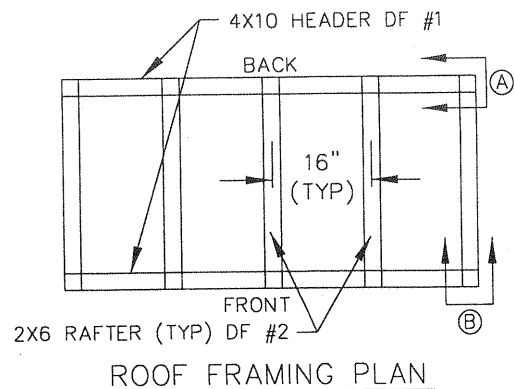 4X10 HEADER DF #1
BACK
A
16"
(TYP)
FRONT
B
2X6 RAFTER (TYP) DF #2
ROOF FRAMING PLAN